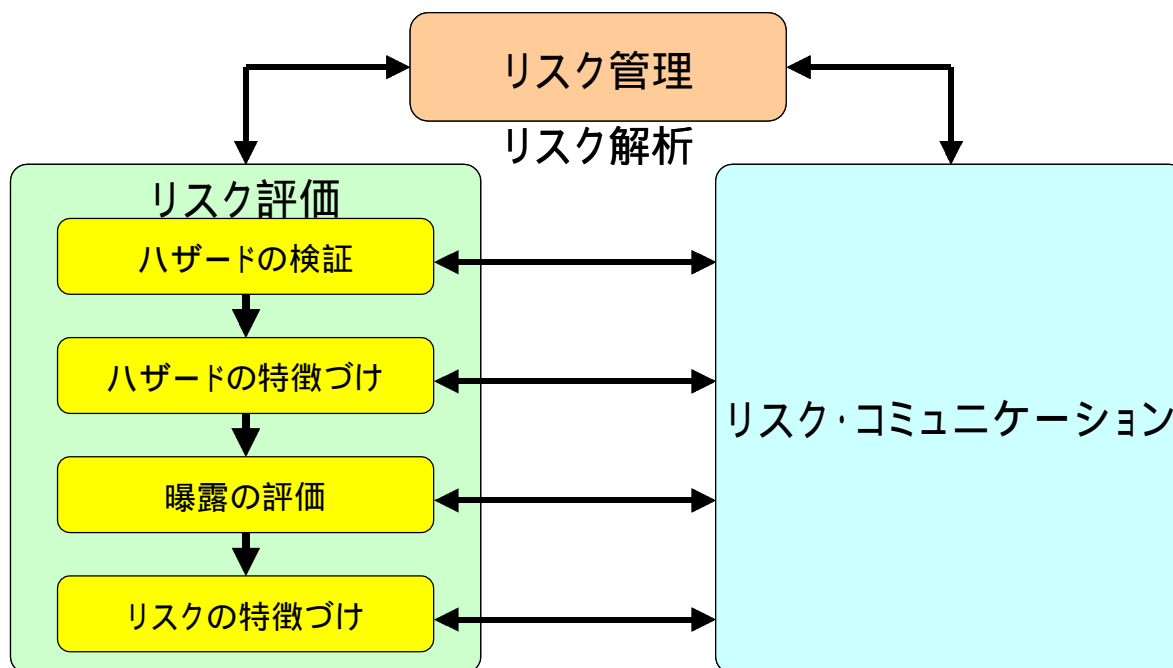 リスク管理
リスク解析
リスク評価
ハザードの検証
ハザードの特徴づけ
曝露の評価
リスクの特徴づけ
リスク・コミュニケーション